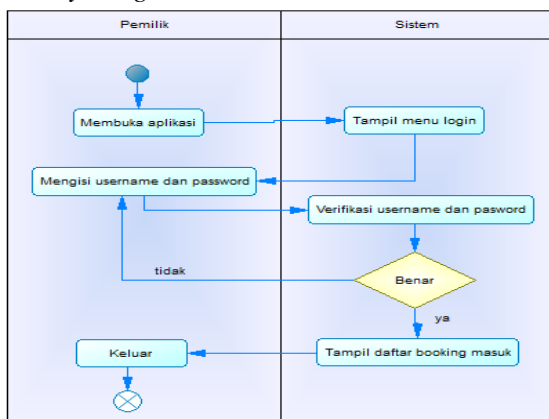 Pemilik
Sistem
Membuka aplikasi
Tampil menu login
Mengisi username dan password
Verifikasi username dan pasword
Benar
tidak
ya
Tampil daftar booking masuk
Keluar